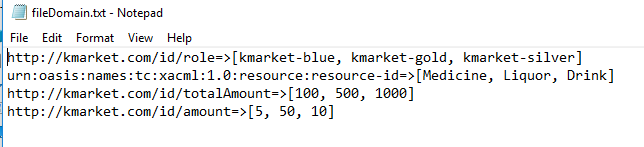 fileDomain.txt - Notepad
File Edit Format View Help
http://kmarket.com/id/role=>[kmarket-blue, kmarket-gold, kmarket-silver]
urn:oasis:names:tc:xacml:1.0:resource:resource-id=>[Medicine, Liquor, Drink]
http://kmarket.com/id/totalAmount=>[100, 500, 1000]
http://kmarket.com/id/amount=>[5, 50, 10]